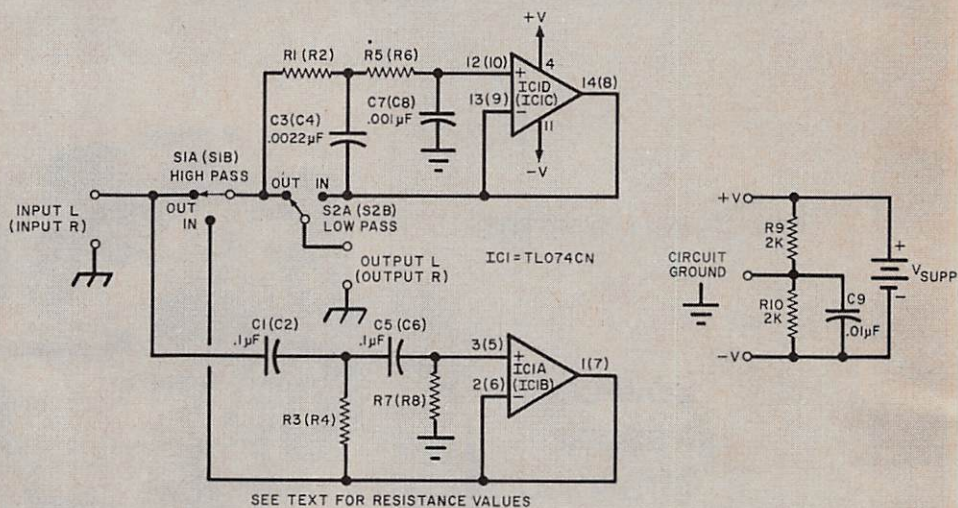 R1 (R2)
R5 (R6)
+V
4
12 (10)
+
IC1D
(IC1C)
14(8)
13(9)
−
C7(C8)
.001µF
C3(C4)
.0022µF
11
−V
S1A (S1B)
HIGH PASS
OUT
IN
S2A (S2B)
LOW PASS
OUT
IN
INPUT L
(INPUT R)
OUTPUT L
(OUTPUT R)
IC1=TL074CN
+V
R9
2K
+
CIRCUIT
GROUND
VSUPP
−
R10
2K
C9
.01µF
−V
C1(C2)
.1µF
C5 (C6)
.1µF
3(5)
+
IC1A
(IC1B)
1(7)
2(6)
−
R3(R4)
R7(R8)
SEE TEXT FOR RESISTANCE VALUES